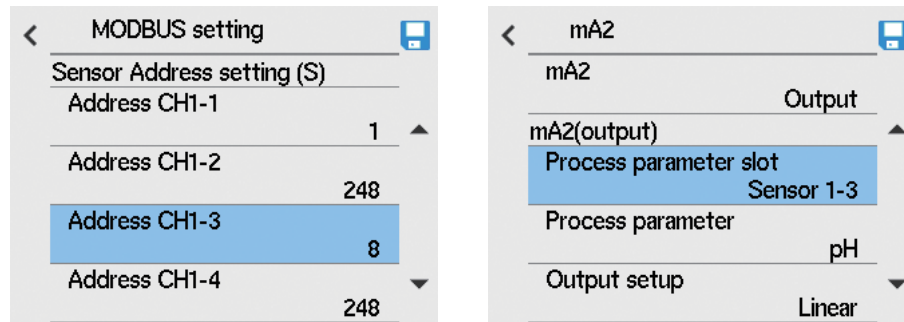 MODBUS setting
Sensor Address setting (S)
Address CH1-1
1
Address CH1-2
248
Address CH1-3
8
Address CH1-4
248
mA2
mA2
Output
mA2(output)
Process parameter slot
Sensor 1-3
Process parameter
pH
Output setup
Linear